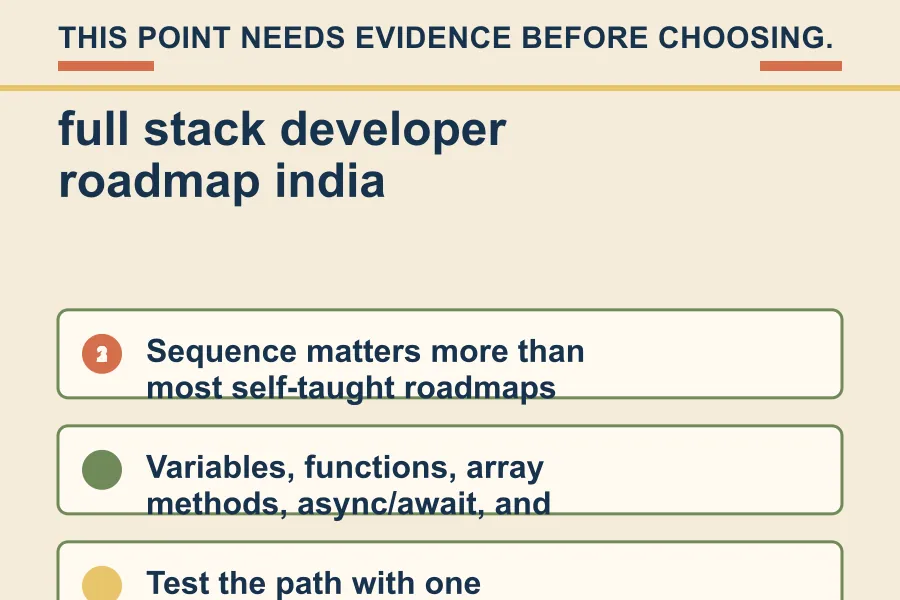 THIS POINT NEEDS EVIDENCE BEFORE CHOOSING.
full stack developer
roadmap india
Sequence matters more than
most self-taught roadmaps
Variables, functions, array
methods, async/await, and
Test the path with one